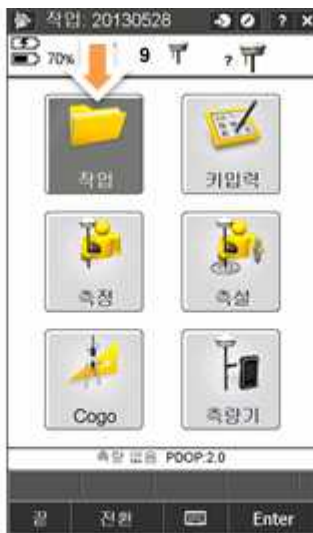 작업: 20130528 ? x
70% 9 ?
작업 키입력
측정 측설
Cogo 측량기
측량 없음 PDOP:2.0
끝 전환 Enter